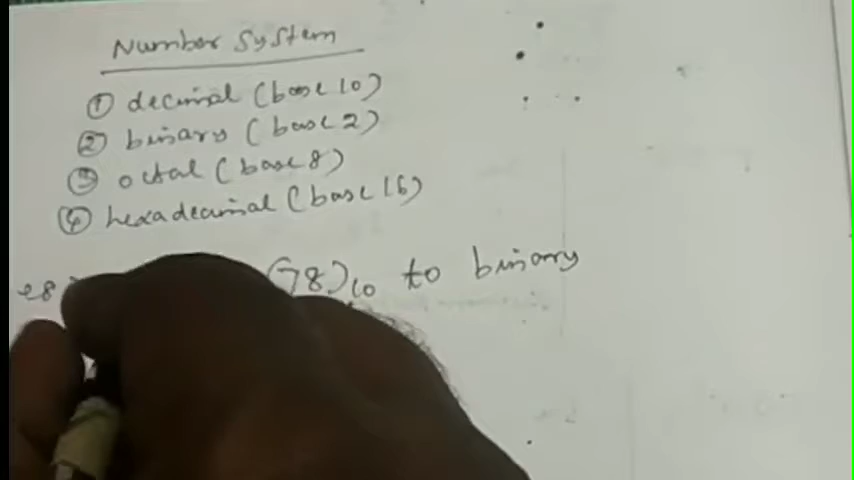 Number System
① decimal (base 10)
② binary (base 2)
③ octal (base 8)
④ hexadecimal (base 16)
(78)10 to binary